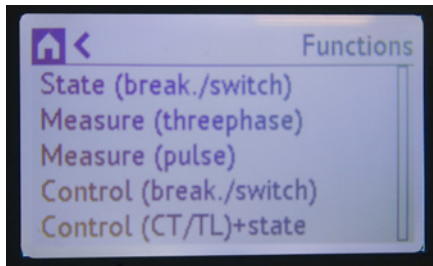 Functions
State (break./switch)
Measure (threephase)
Measure (pulse)
Control (break./switch)
Control (CT/TL)+state